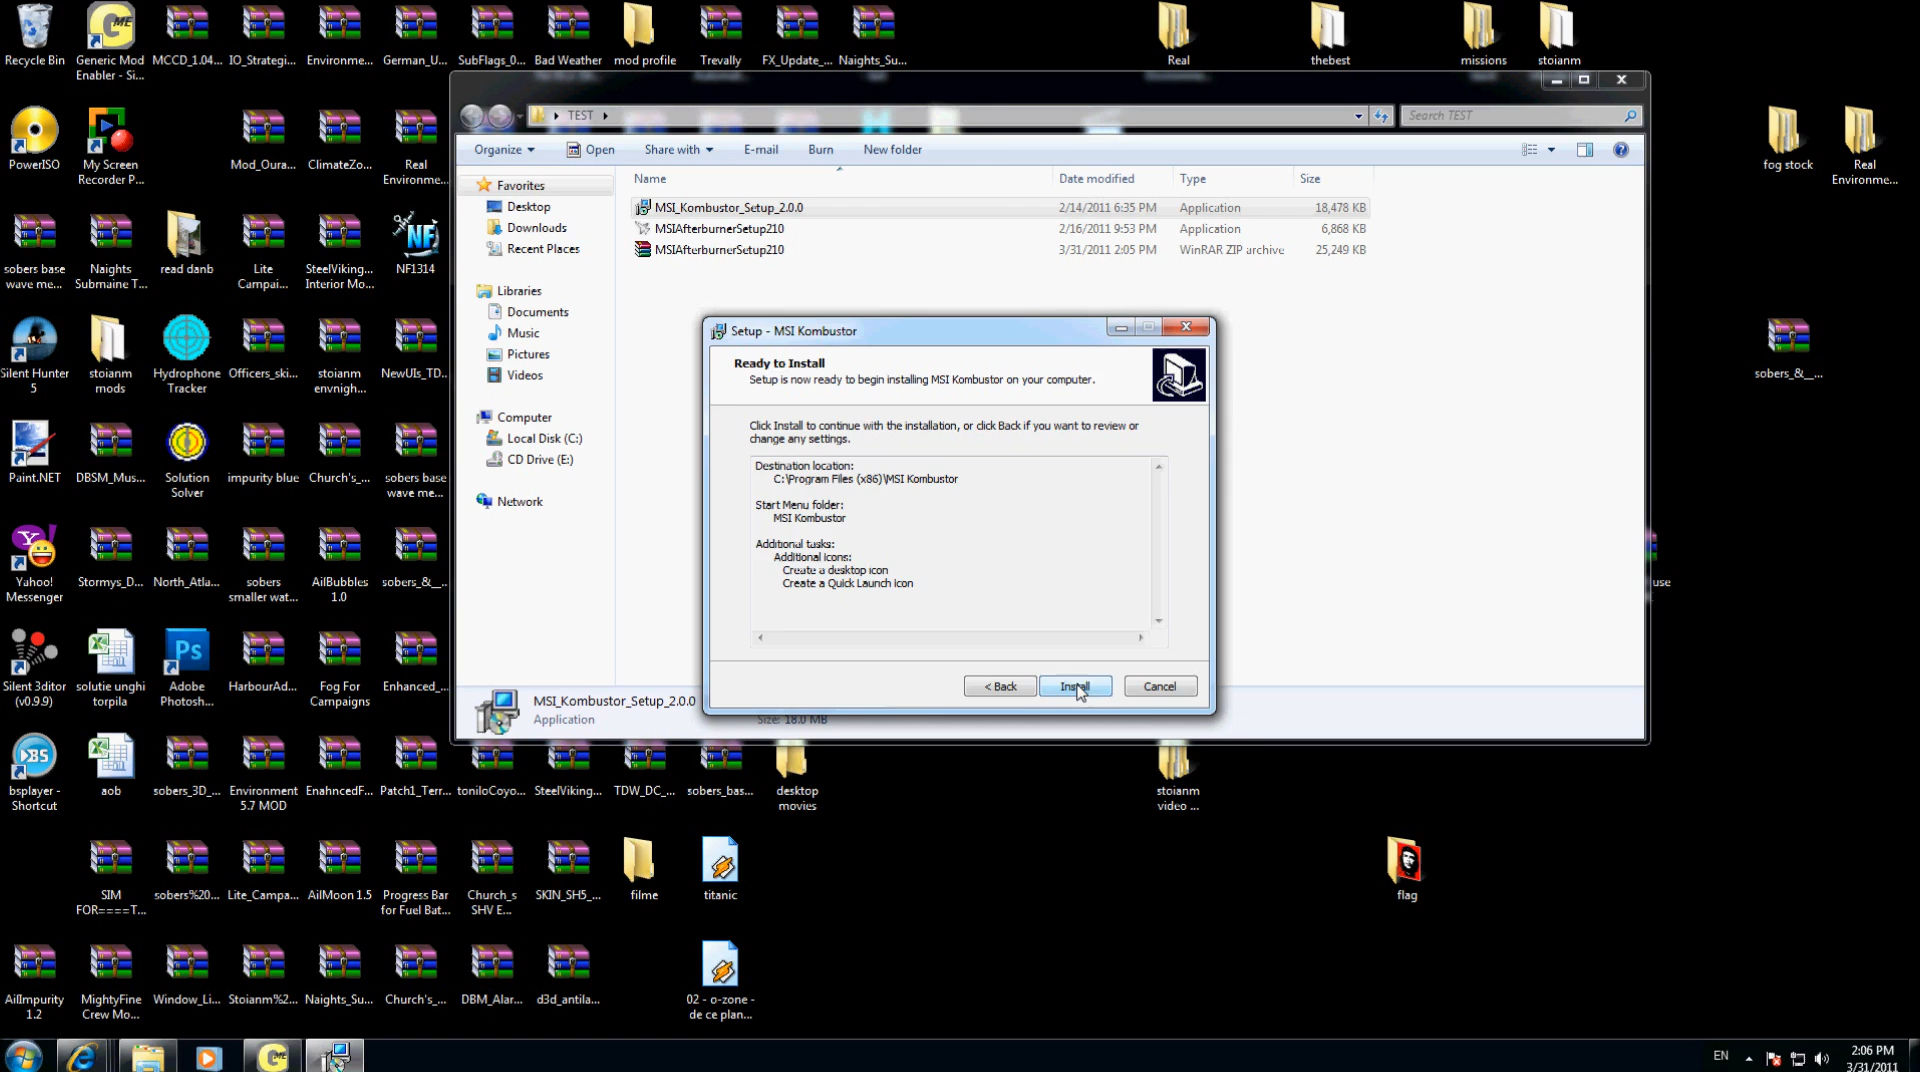 Recycle Bin
Generic Mod
Enabler - Si...
MCCD_1.04...
IO_Strategi...
Environme...
German_U...
SubFlags_0...
Bad Weather
mod profile
Trevally
FX_Update_...
Naights_Su...
Real
thebest
missions
stoianm
PowerISO
My Screen
Recorder P...
Mod_Oura...
ClimateZo...
Real
Environme...
fog stock
Real
Environme...
sobers base
wave me...
Naights
Submaine T...
read danb
Lite
Campai...
SteelViking...
Interior Mo...
NF1314
Silent Hunter
5
stoianm
mods
Hydrophone
Tracker
Officers_ski...
stoianm
envnigh...
NewUIs_TD...
sobers_&__...
Paint.NET
DBSM_Mus...
Solution
Solver
impurity blue
Church's_...
sobers base
wave me...
Yahoo!
Messenger
Stormys_D...
North_Atla...
sobers
smaller wat...
AilBubbles
1.0
sobers_&__...
use
Silent 3ditor
(v0.9.9)
solutie unghi
torpila
Adobe
Photosh...
HarbourAd...
Fog For
Campaigns
Enhanced_...
bsplayer -
Shortcut
aob
sobers_3D_...
Environment
5.7 MOD
EnahncedF...
Patch1_Terr...
toniloCoyo...
SteelViking...
TDW_DC_...
sobers_bas...
desktop
movies
stoianm
video ...
SIM
FOR====T...
sobers%20...
Lite_Campa...
AilMoon 1.5
Progress Bar
for Fuel Bat...
Church_s
SHV E...
SKIN_SH5_...
filme
titanic
flag
AilImpurity
1.2
MightyFine
Crew Mo...
Window_Li...
Stoianm%2...
Naights_Su...
Church's_...
DBM_Alar...
d3d_antila...
02 - o-zone -
de ce plan...
TEST
Search TEST
Organize
Open
Share with
E-mail
Burn
New folder
Favorites
Desktop
Downloads
Recent Places
Libraries
Documents
Music
Pictures
Videos
Computer
Local Disk (C:)
CD Drive (E:)
Network
Name
Date modified
Type
Size
MSI_Kombustor_Setup_2.0.0
2/14/2011 6:35 PM
Application
18,478 KB
MSIAfterburnerSetup210
2/16/2011 9:53 PM
Application
6,868 KB
MSIAfterburnerSetup210
3/31/2011 2:05 PM
WinRAR ZIP archive
25,249 KB
Setup - MSI Kombustor
Ready to Install
Setup is now ready to begin installing MSI Kombustor on your computer.
Click Install to continue with the installation, or click Back if you want to review or
change any settings.
Destination location:
C:\Program Files (x86)\MSI Kombustor
Start Menu folder:
MSI Kombustor
Additional tasks:
Additional icons:
Create a desktop icon
Create a Quick Launch icon
< Back
Install
Cancel
MSI_Kombustor_Setup_2.0.0
Application
Size: 18.0 MB
EN
2:06 PM
3/31/2011